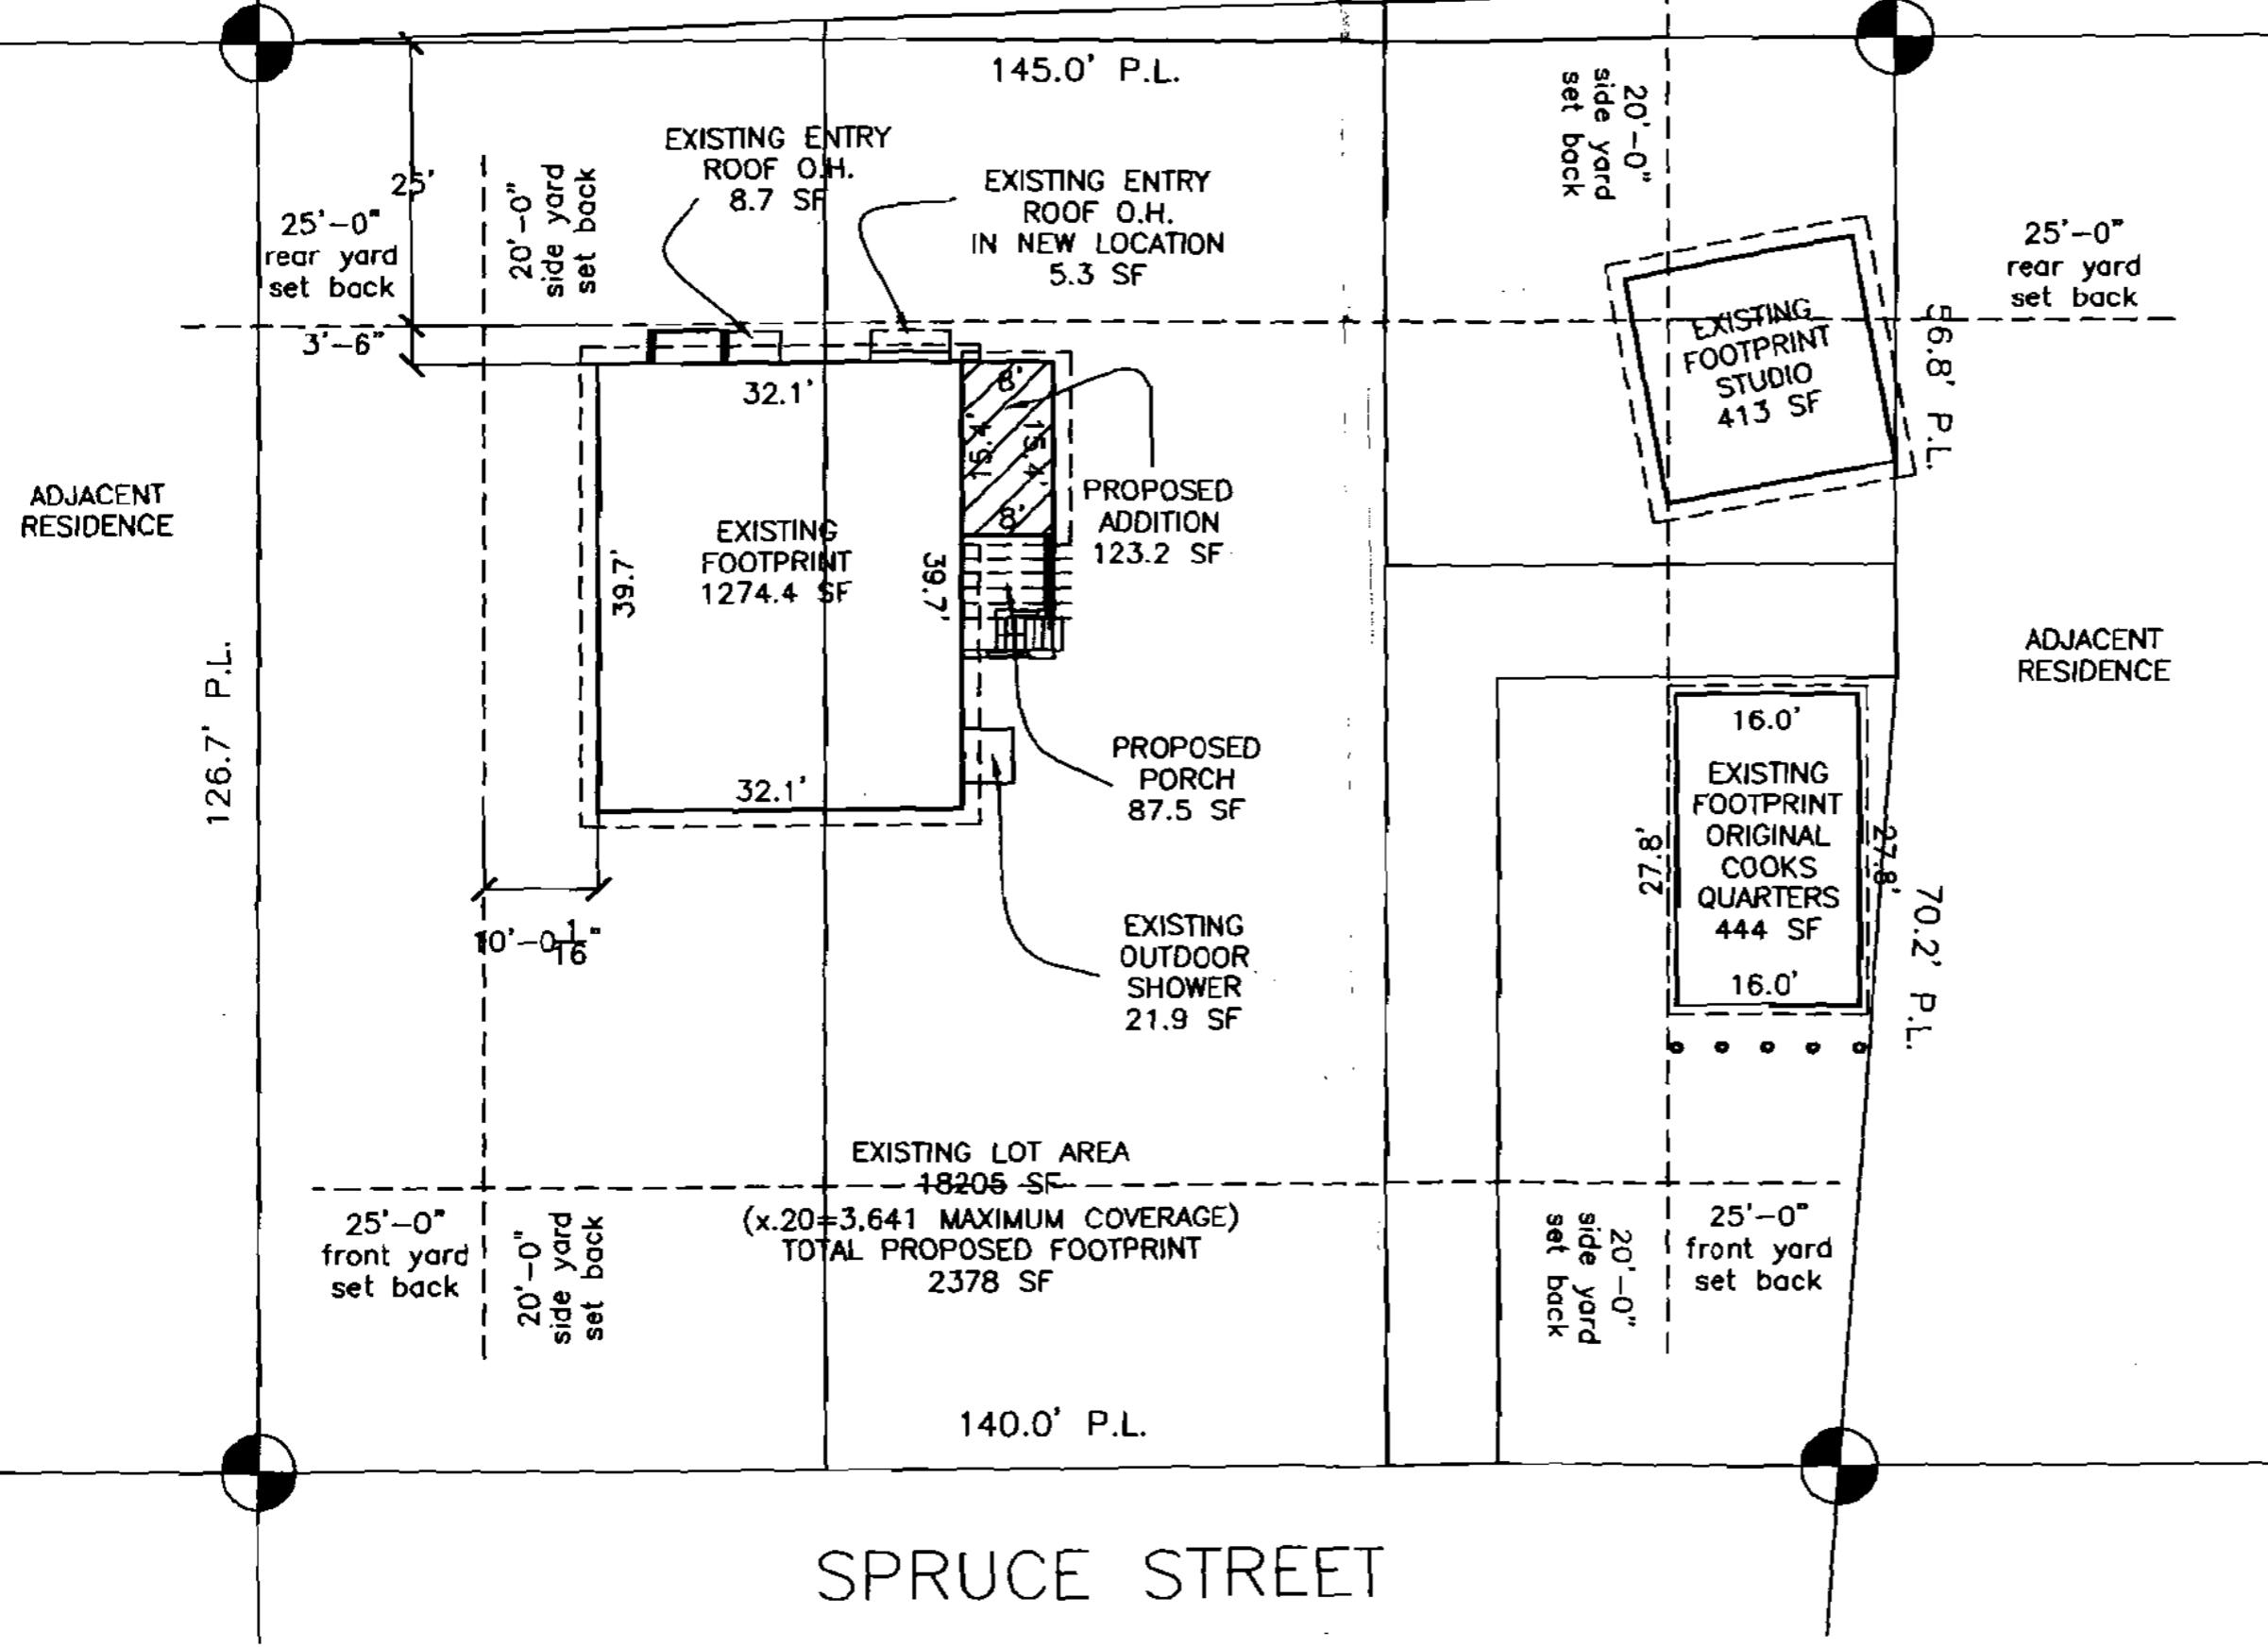 145.0' P.L.
20'-0"
side yard
set back
EXISTING ENTRY
ROOF O.H.
8.7 SF
EXISTING ENTRY
ROOF O.H.
IN NEW LOCATION
5.3 SF
25'
25'-0"
rear yard
set back
20'-0"
side yard
set back
25'-0"
rear yard
set back
3'-6"
32.1'
8'
15.4'
15.4'
8'
EXISTING
FOOTPRINT
STUDIO
413 SF
56.8' P.L.
ADJACENT
RESIDENCE
PROPOSED
ADDITION
123.2 SF
EXISTING
FOOTPRINT
1274.4 SF
39.7'
39.7'
126.7' P.L.
ADJACENT
RESIDENCE
PROPOSED
PORCH
87.5 SF
32.1'
16.0'
EXISTING
FOOTPRINT
ORIGINAL
COOKS
QUARTERS
444 SF
16.0'
27.8'
27.8'
70.2' P.L.
10'-0 1/16"
EXISTING
OUTDOOR
SHOWER
21.9 SF
EXISTING LOT AREA
18205 SF
(x.20=3,641 MAXIMUM COVERAGE)
TOTAL PROPOSED FOOTPRINT
2378 SF
25'-0"
front yard
set back
20'-0"
side yard
set back
20'-0"
side yard
set back
25'-0"
front yard
set back
140.0' P.L.
SPRUCE STREET